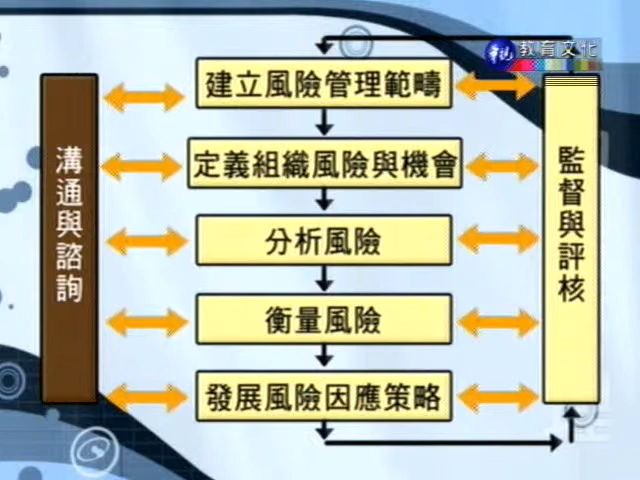 華視
教育文化
建立風險管理範疇
定義組織風險與機會
分析風險
衡量風險
發展風險因應策略
溝通與諮詢
監督與評核